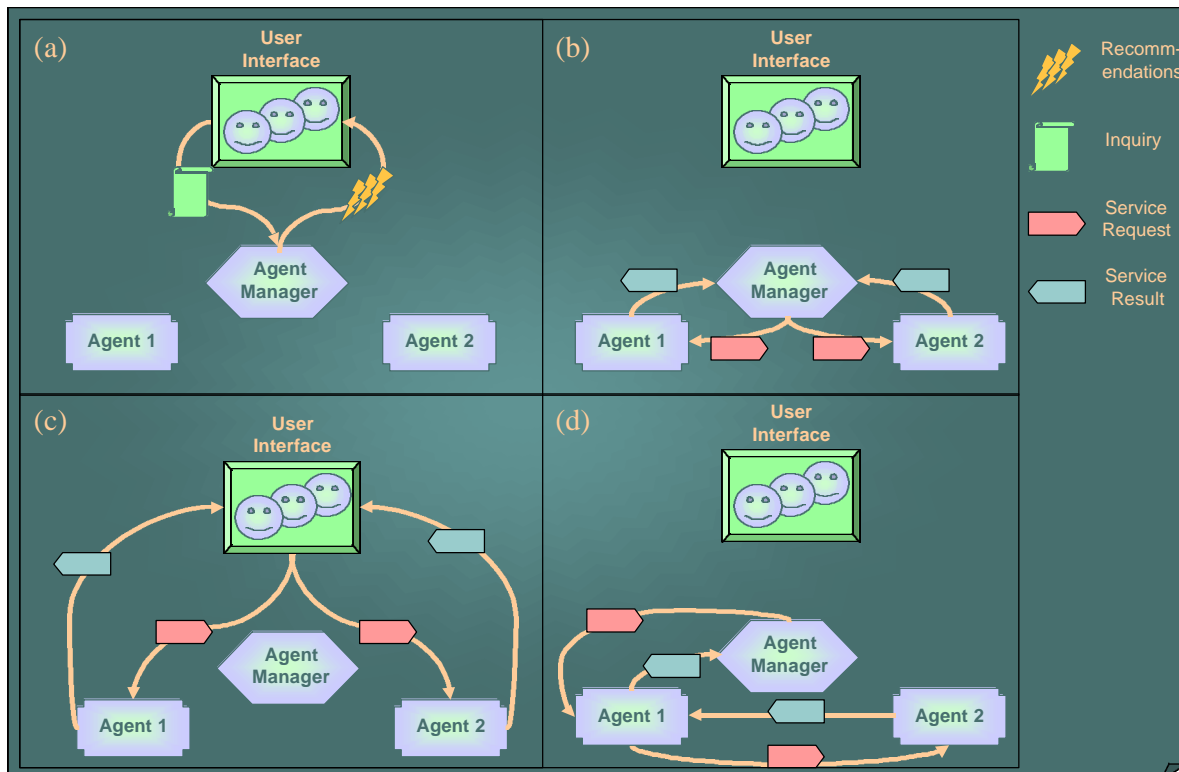 (a)
User
Interface
Agent
Manager
Agent 1
Agent 2
(b)
User
Interface
Agent
Manager
Agent 1
Agent 2
(c)
User
Interface
Agent
Manager
Agent 1
Agent 2
(d)
User
Interface
Agent
Manager
Agent 1
Agent 2
Recomm-
endations
Inquiry
Service
Request
Service
Result